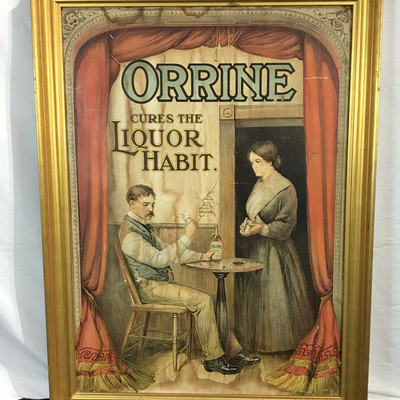 ORRINE
CURES THE
LIQUOR
HABIT.